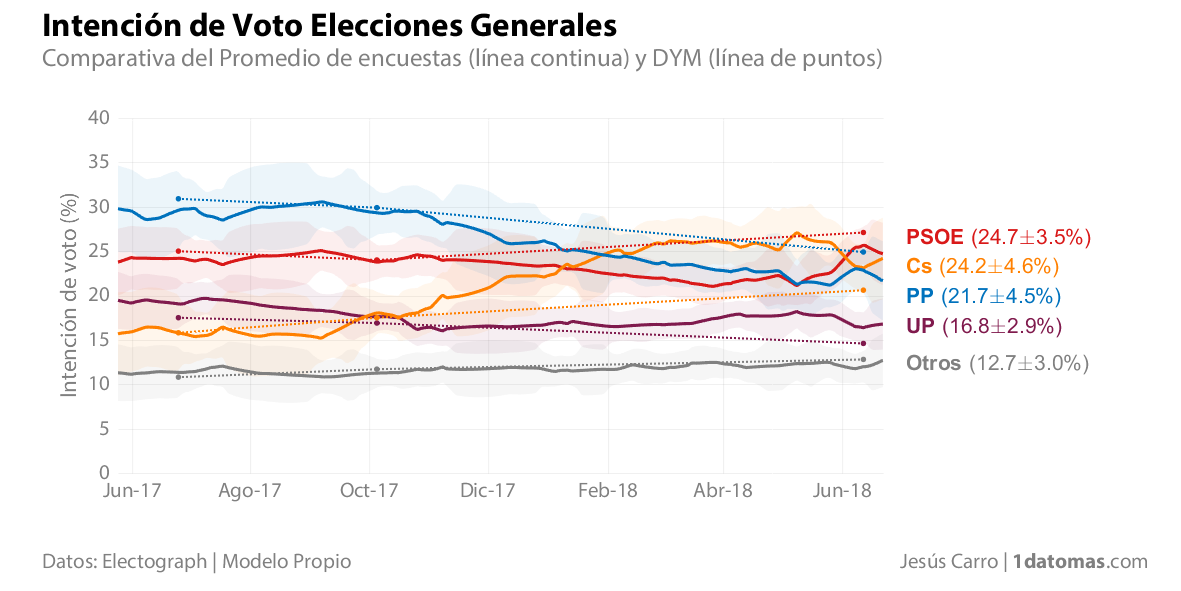 Intención de Voto Elecciones Generales
Comparativa del Promedio de encuestas (línea continua) y DYM (línea de puntos)
Intención de voto (%)
40
35
30
25
20
15
10
5
0
Jun-17 Ago-17 Oct-17 Dic-17 Feb-18 Abr-18 Jun-18
PSOE (24.7±3.5%)
Cs (24.2±4.6%)
PP (21.7±4.5%)
UP (16.8±2.9%)
Otros (12.7±3.0%)
Datos: Electograph | Modelo Propio
Jesús Carro | 1datomas.com